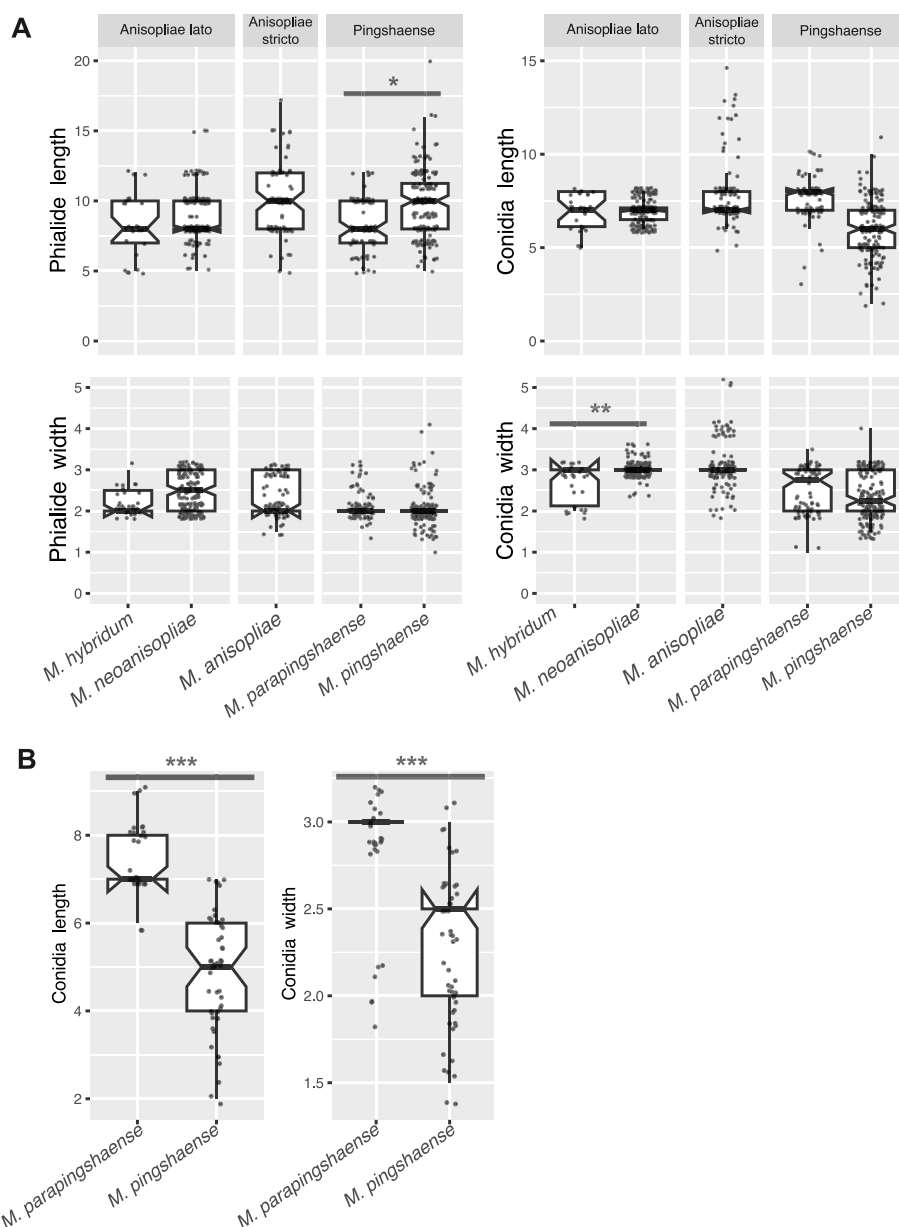 A
Anisopliae lato
Anisopliae
stricto
Pingshaense
Anisopliae lato
Anisopliae
stricto
Pingshaense
Phialide length
20
15
10
5
0
*
Conidia length
15
10
5
0
Phialide width
5
4
3
2
1
0
Conidia width
5
4
3
2
1
0
**
M. hybridum
M. neoanisopliae
M. anisopliae
M. parapingshaense
M. pingshaense
M. hybridum
M. neoanisopliae
M. anisopliae
M. parapingshaense
M. pingshaense
B
***
***
Conidia length
8
6
4
2
Conidia width
3.0
2.5
2.0
1.5
M. parapingshaense
M. pingshaense
M. parapingshaense
M. pingshaense